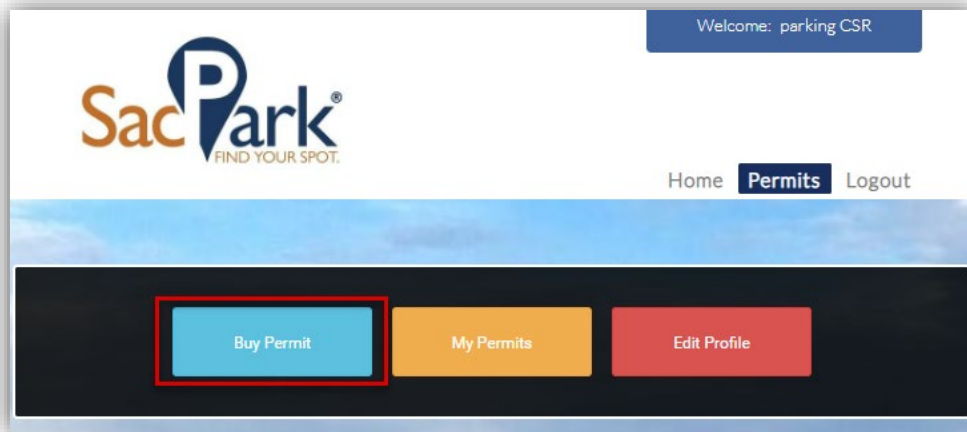 Welcome: parking CSR
SacPark®
FIND YOUR SPOT.
Home Permits Logout
Buy Permit My Permits Edit Profile